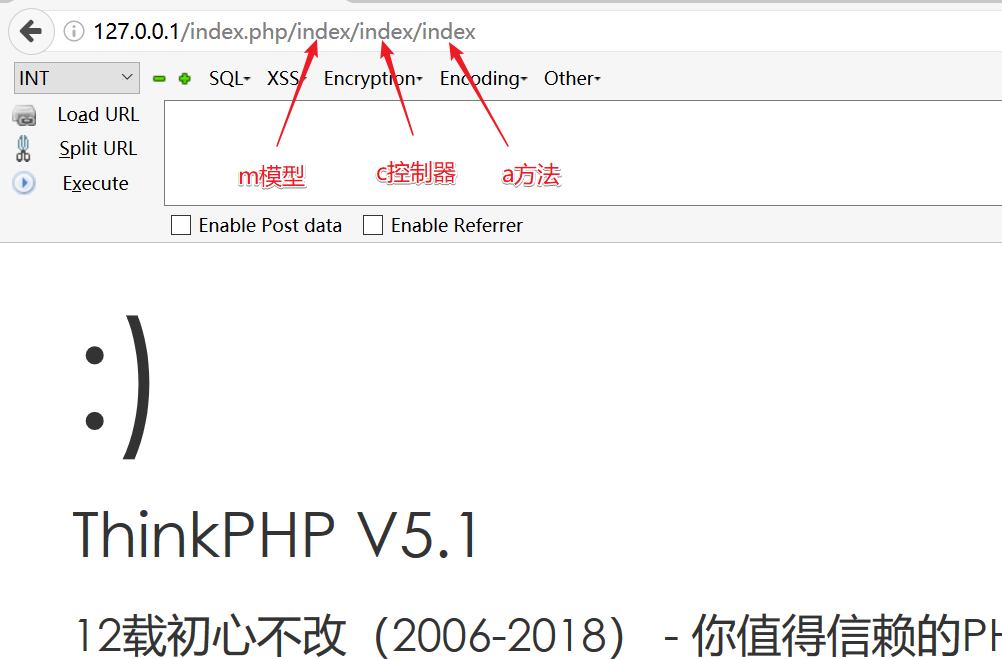 127.0.0.1/index.php/index/index/index
INT SQL XSS Encryption Encoding Other
Load URL
Split URL
Execute
m模型 c控制器 a方法
Enable Post data Enable Referrer
:)
ThinkPHP V5.1
12载初心不改（2006-2018） - 你值得信赖的PH